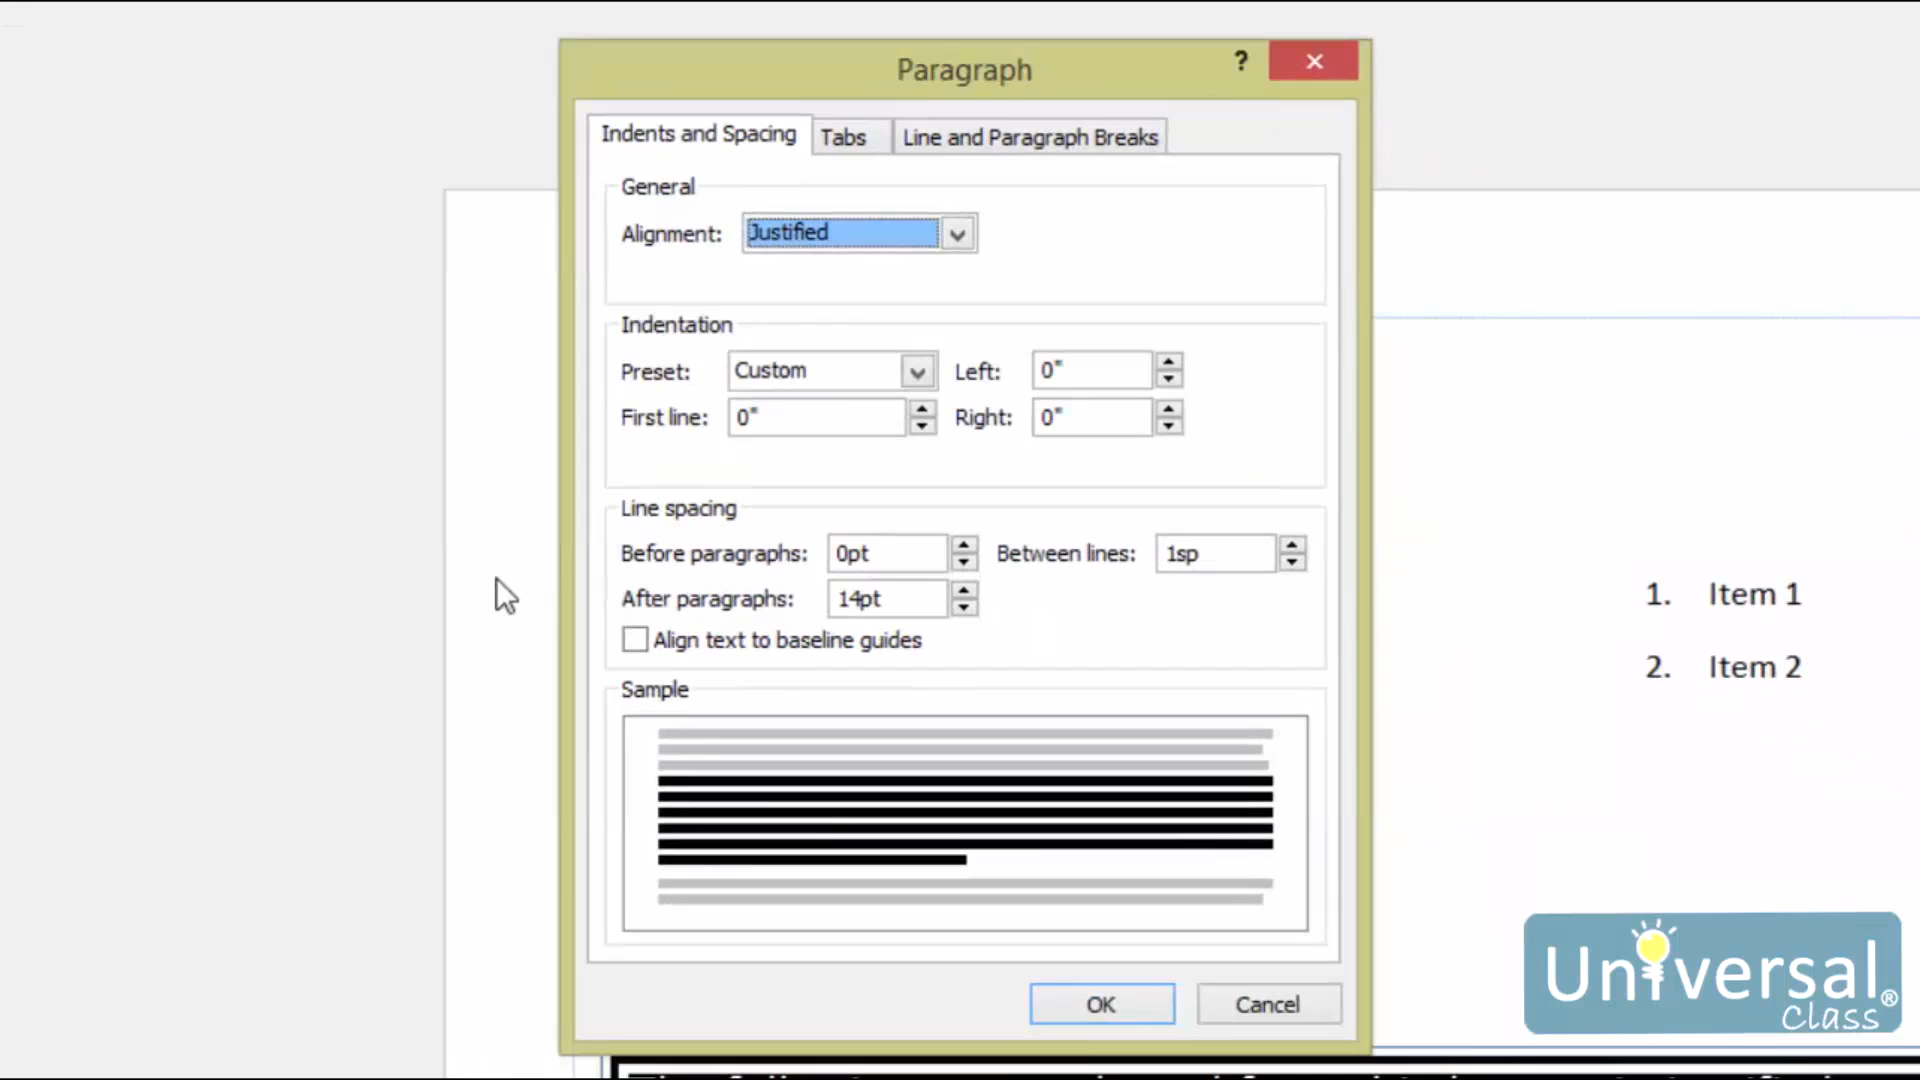 Paragraph
?
Indents and Spacing Tabs Line and Paragraph Breaks
General
Alignment: Justified
Indentation
Preset: Custom Left: 0"
First line: 0" Right: 0"
Line spacing
Before paragraphs: 0pt Between lines: 1sp
After paragraphs: 14pt
Align text to baseline guides
Sample
OK Cancel
1. Item 1
2. Item 2
Universal®
Class